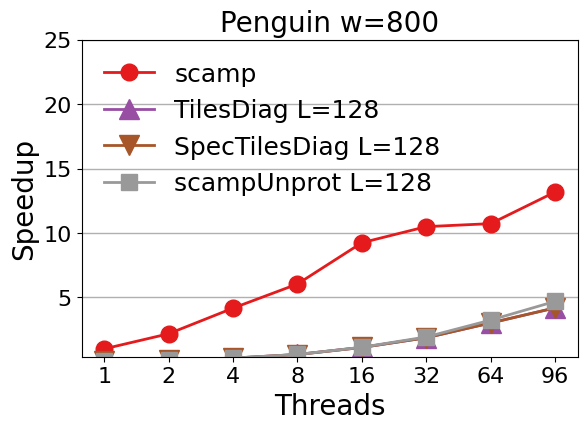 Penguin w=800
25
20
15
10
5
Speedup
scamp
TilesDiag L=128
SpecTilesDiag L=128
scampUnprot L=128
1 2 4 8 16 32 64 96
Threads